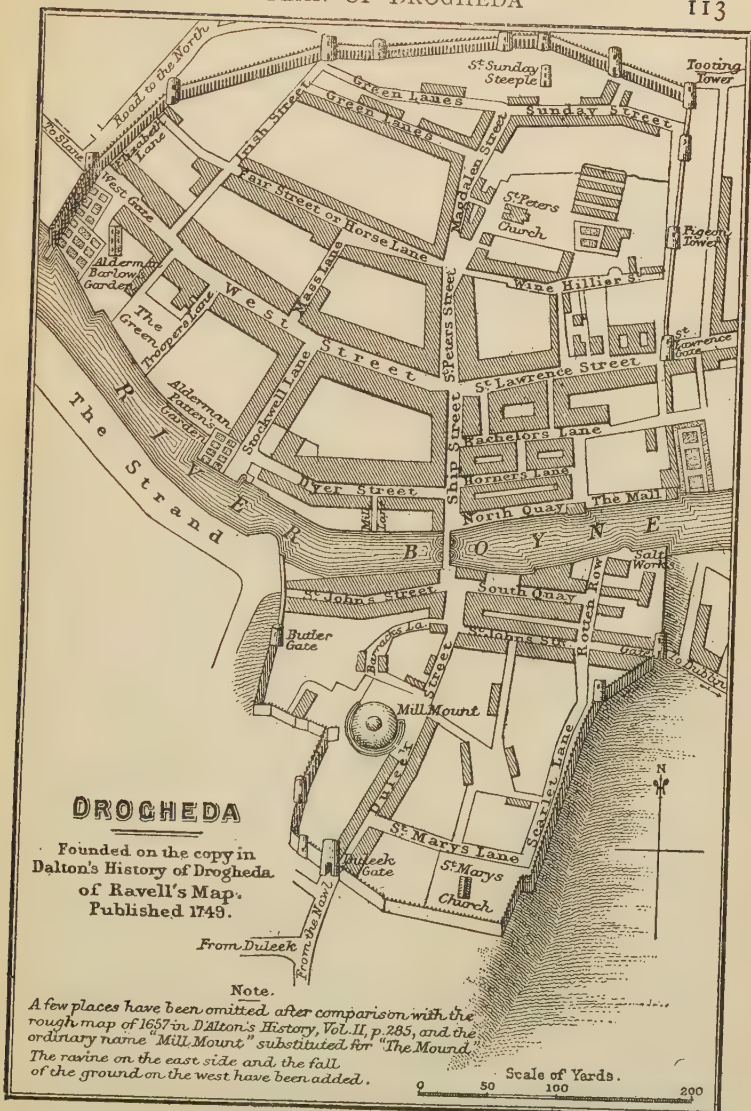 PLAN OF DROGHEDA
113
Road to the North
To Slane
Elizabeth Lane
Irish Street
Green Lanes
Green Lanes
St Sunday
Steeple
Sunday Street
Tooting
Tower
West Gate
Magdalen Street
St Peters
Church
Fair Street or Horse Lane
Pigeon
Tower
Alderman
Barlow
Garden
Mass Lane
Wine Hillier St
The
Green
Troopers Lane
West Street
St Peters Street
St Lawrence
Gate
St Lawrence Street
Alderman
Pattens
Garden
Stockwell Lane
Ship Street
Bachelors Lane
Horners Lane
Dyer Street
Mill
Lane
North Quay
The Mall
The Strand
RIVER BOYNE
Salt
Works
St Johns Street
South Quay
Rotten Row
Butler
Gate
Barracks La.
St Johns Str.
Gate
To Dublin
Mill Mount
Duleek Street
N
Scarlet Lane
St Marys Lane
Duleek
Gate
St Marys
Church
DROGHEDA
Founded on the copy in
Dalton's History of Drogheda
of Ravell's Map.
Published 1749.
From Duleek
From the Nawl
Note.
A few places have been omitted after comparison with the
rough map of 1657 in D'Alton's History, Vol. II, p. 285, and the
ordinary name "Mill Mount" substituted for "The Mound"
The ravine on the east side and the fall
of the ground on the west have been added.
Scale of Yards.
0 50 100 200